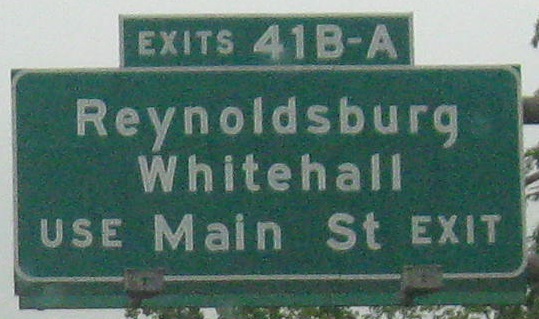 EXITS 41B-A
Reynoldsburg
Whitehall
USE Main St EXIT